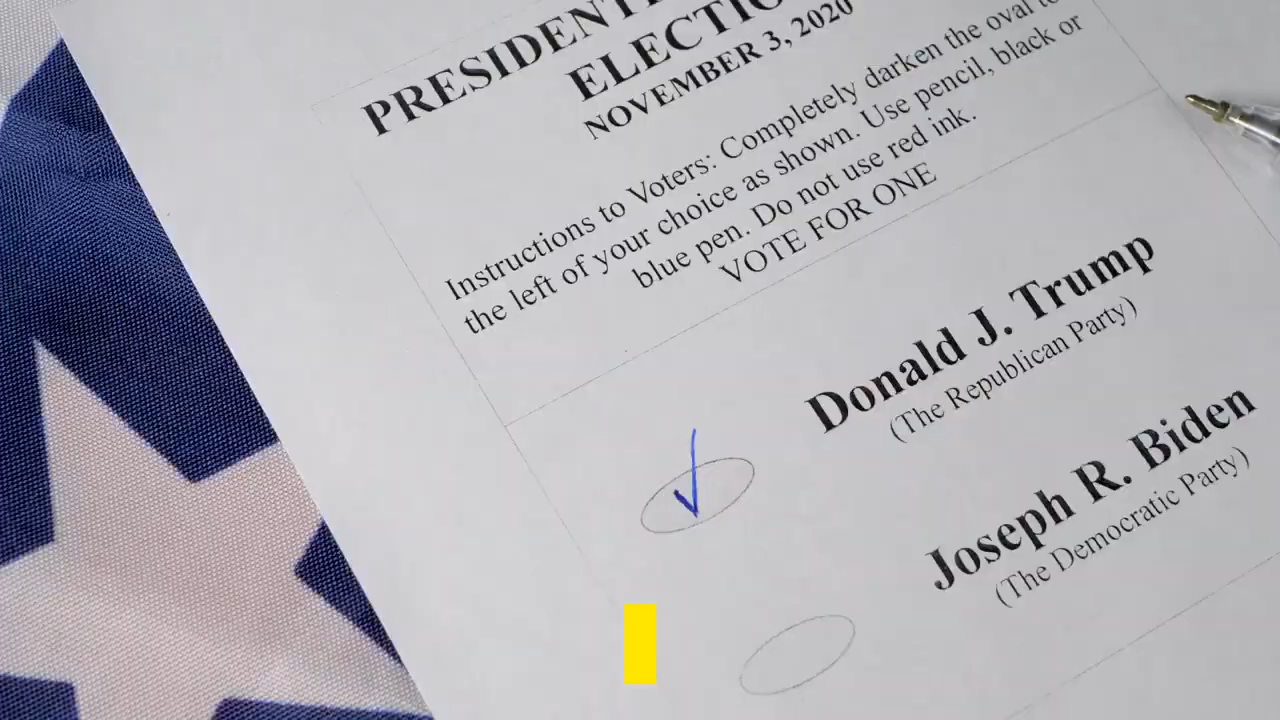 PRESIDENTI
ELECTIO
NOVEMBER 3, 2020
Instructions to Voters: Completely darken the oval to
the left of your choice as shown. Use pencil, black or
blue pen. Do not use red ink.
VOTE FOR ONE
Donald J. Trump
(The Republican Party)
Joseph R. Biden
(The Democratic Party)